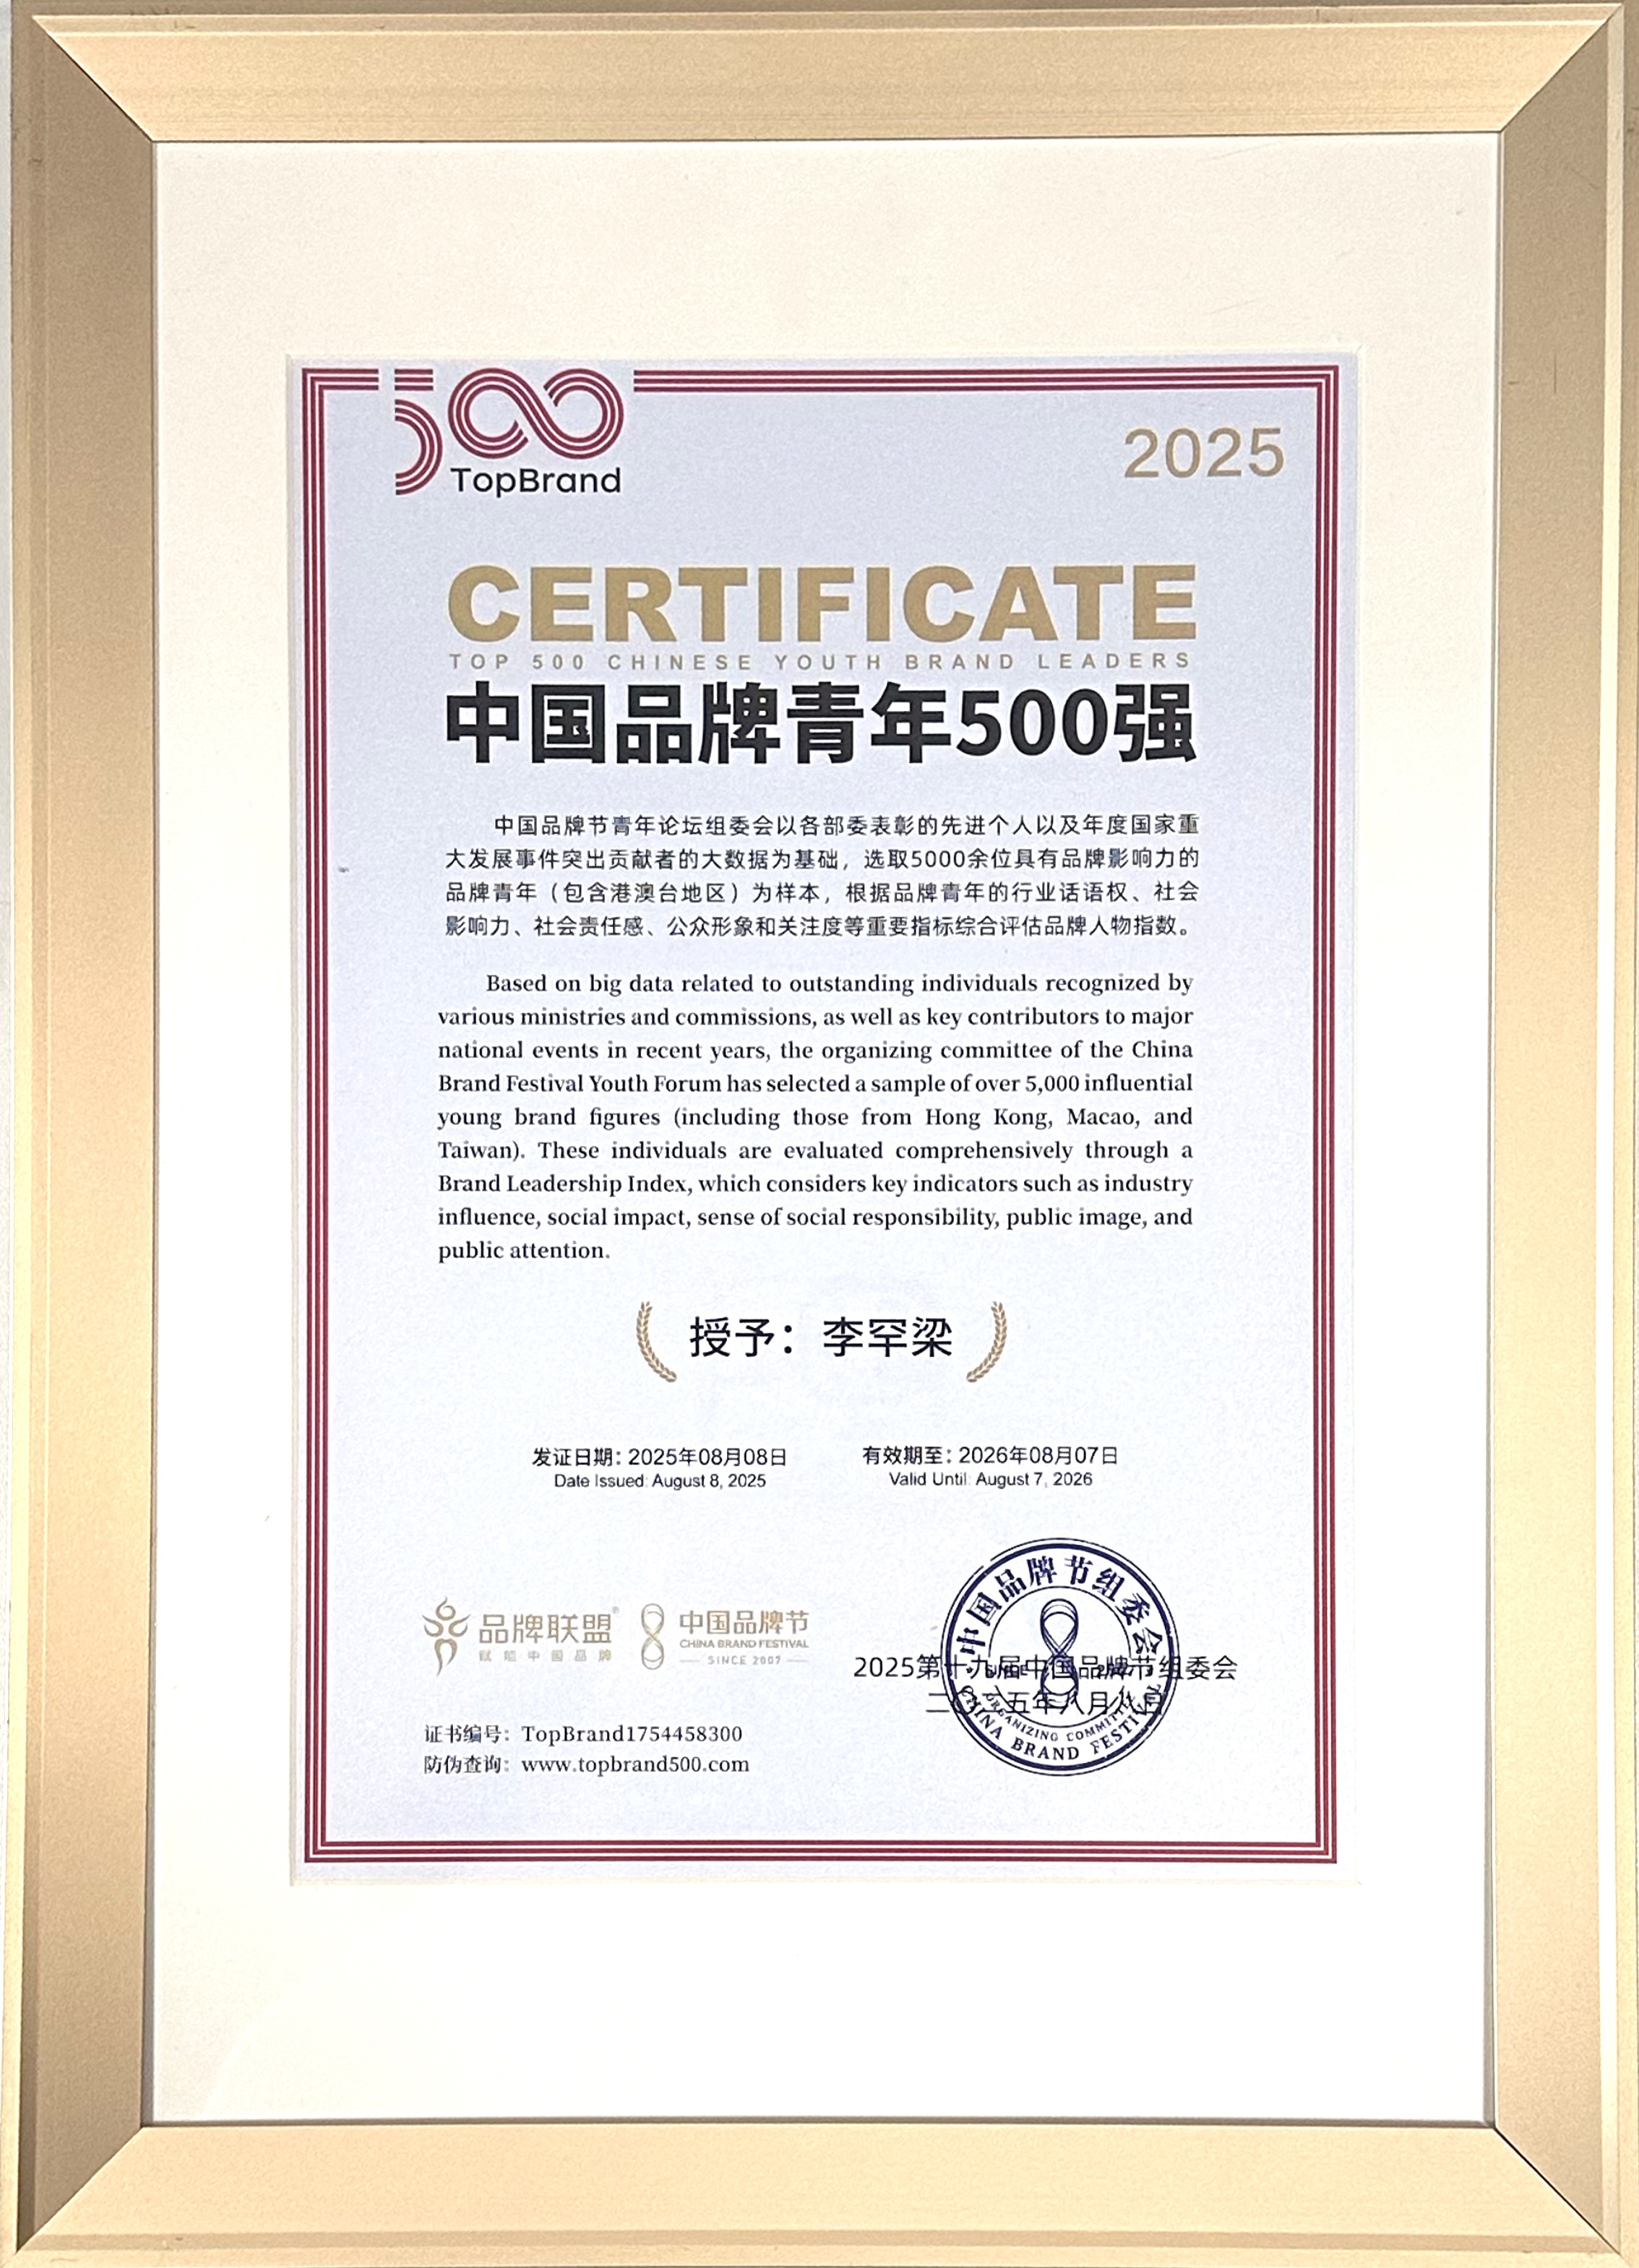 500
TopBrand
2025
CERTIFICATE
TOP 500 CHINESE YOUTH BRAND LEADERS
中国品牌青年500强
中国品牌节青年论坛组委会以各部委表彰的先进个人以及年度国家重
大发展事件突出贡献者的大数据为基础，选取5000余位具有品牌影响力的
品牌青年（包含港澳台地区）为样本，根据品牌青年的行业话语权、社会
影响力、社会责任感、公众形象和关注度等重要指标综合评估品牌人物指数。
Based on big data related to outstanding individuals recognized by
various ministries and commissions, as well as key contributors to major
national events in recent years, the organizing committee of the China
Brand Festival Youth Forum has selected a sample of over 5,000 influential
young brand figures (including those from Hong Kong, Macao, and
Taiwan). These individuals are evaluated comprehensively through a
Brand Leadership Index, which considers key indicators such as industry
influence, social impact, sense of social responsibility, public image, and
public attention.
授予：李罕梁
发证日期：2025年08月08日
Date Issued: August 8, 2025
有效期至：2026年08月07日
Valid Until: August 7, 2026
品牌联盟®
赋能中国品牌
中国品牌节
CHINA BRAND FESTIVAL
SINCE 2007
中国品牌节组委会
2025第十九届中国品牌节组委会
二〇二五年八月八日
ORGANIZING COMMITTEE
CHINA BRAND FESTIVAL
证书编号：TopBrand1754458300
防伪查询：www.topbrand500.com